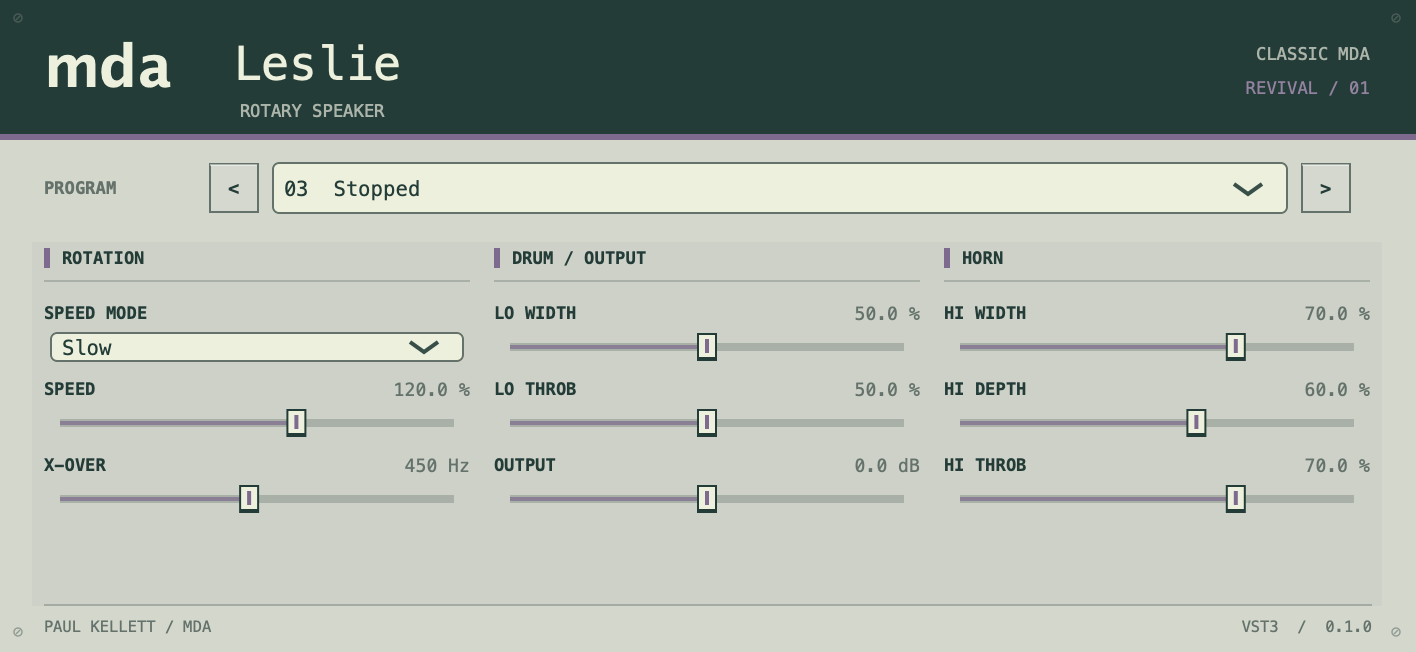 mda Leslie
ROTARY SPEAKER
CLASSIC MDA
REVIVAL / 01
PROGRAM < 03 Stopped >
ROTATION
SPEED MODE
Slow
SPEED 120.0 %
X-OVER 450 Hz
DRUM / OUTPUT
LO WIDTH 50.0 %
LO THROB 50.0 %
OUTPUT 0.0 dB
HORN
HI WIDTH 70.0 %
HI DEPTH 60.0 %
HI THROB 70.0 %
PAUL KELLETT / MDA
VST3 / 0.1.0